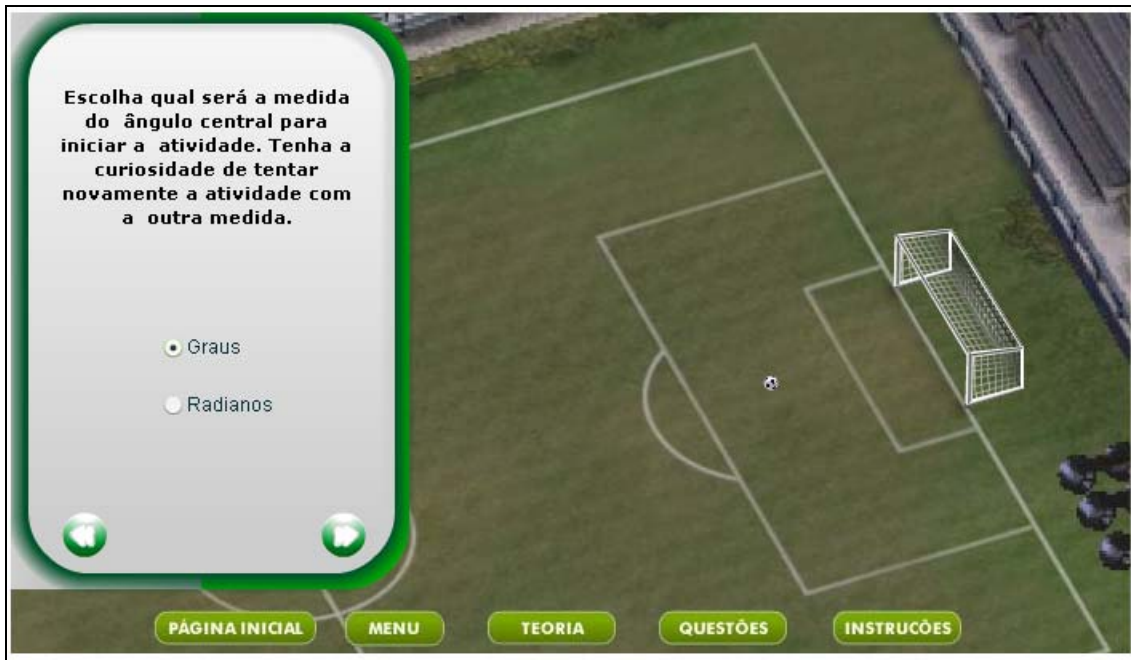 Escolha qual será a medida
do ângulo central para
iniciar a atividade. Tenha a
curiosidade de tentar
novamente a atividade com
a outra medida.
Graus
Radianos
PÁGINA INICIAL
MENU
TEORIA
QUESTÕES
INSTRUCÕES